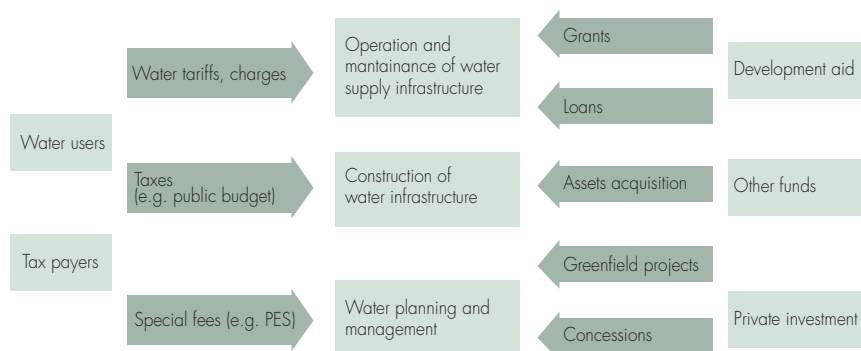 Water users
Tax payers
Water tariffs, charges
Taxes
(e.g. public budget)
Special fees (e.g. PES)
Operation and
mantainance of water
supply infrastructure
Construction of
water infrastructure
Water planning and
management
Grants
Loans
Assets acquisition
Greenfield projects
Concessions
Development aid
Other funds
Private investment